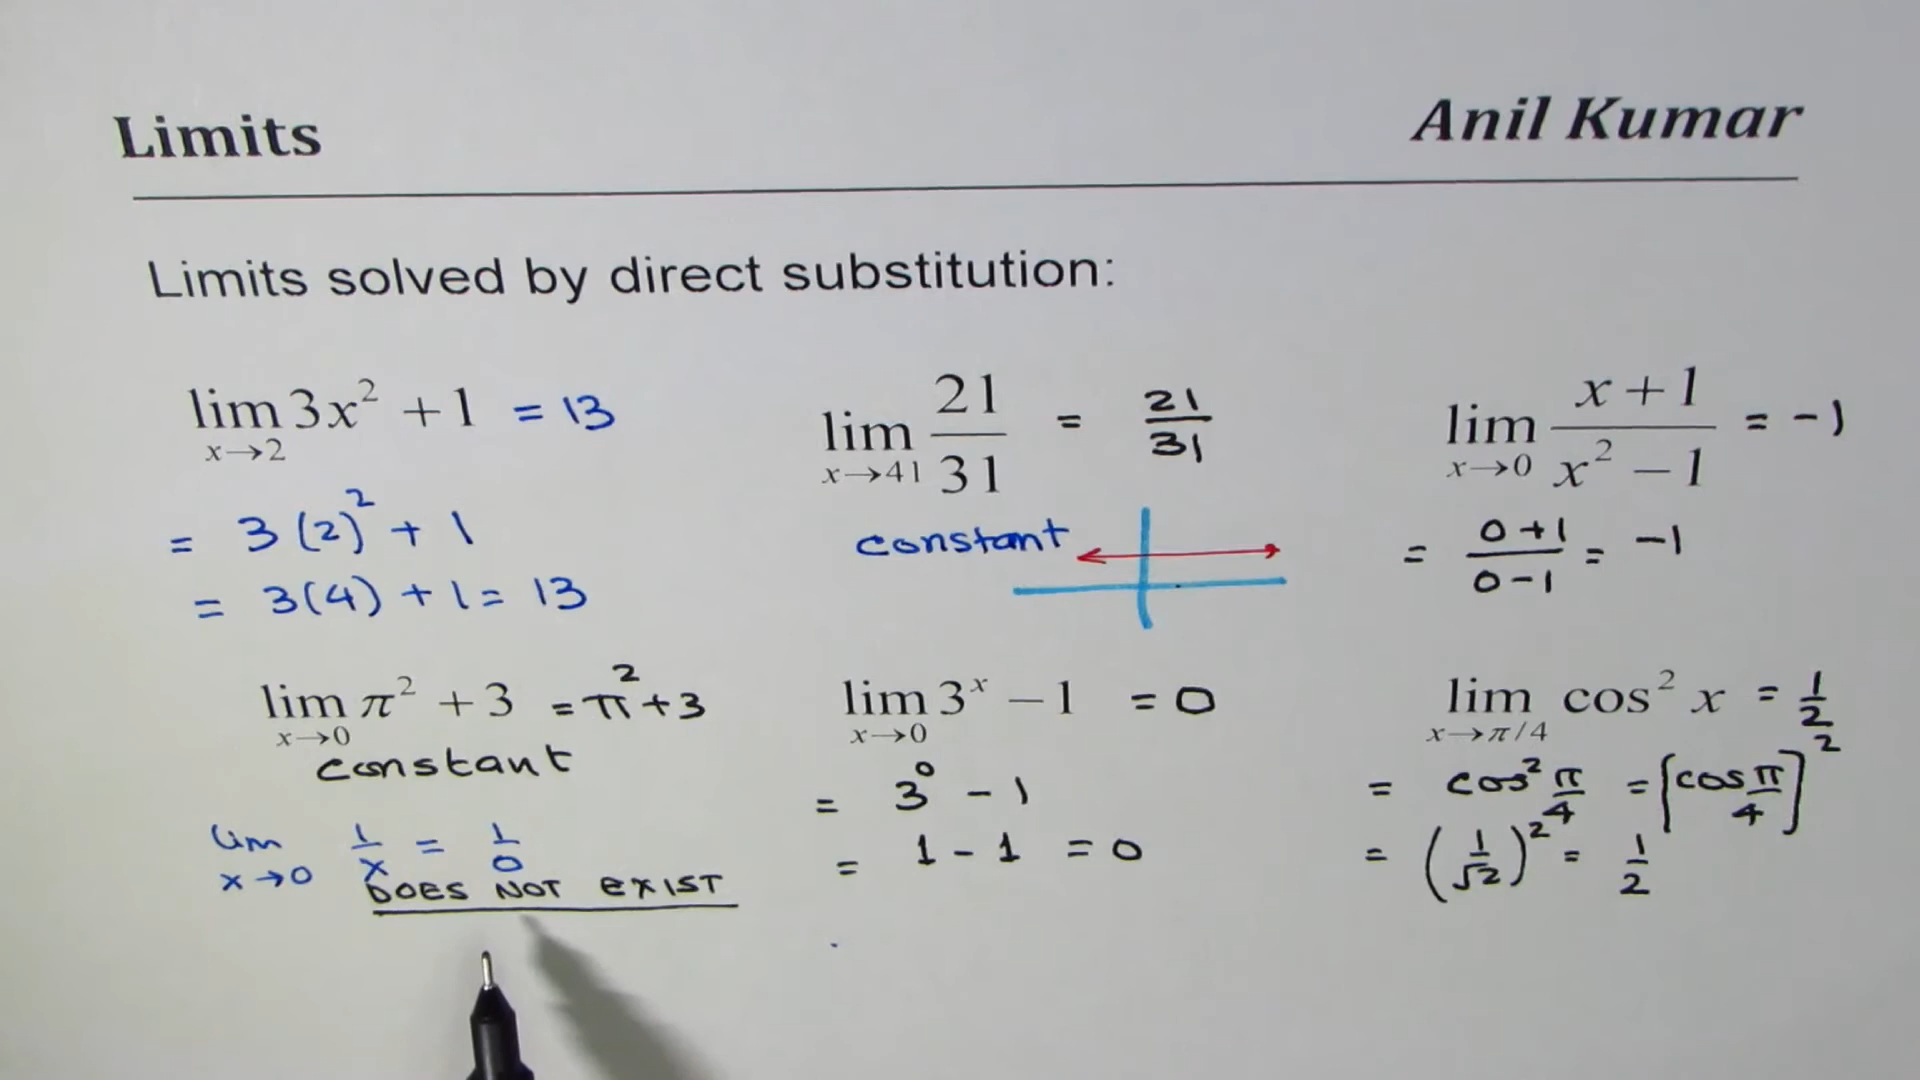 Limits
Anil Kumar
Limits solved by direct substitution:
lim x→2 3x² + 1 = 13
= 3(2)² + 1
= 3(4) + 1 = 13
lim x→41 21/31 = 21/31
constant
lim x→0 (x+1)/(x²−1) = -1
= (0+1)/(0-1) = -1
lim x→0 π² + 3 = π² + 3
constant
lim x→0 1/x = 1/0
DOES NOT EXIST
lim x→0 3ˣ − 1 = 0
= 3⁰ - 1
= 1 - 1 = 0
lim x→π/4 cos² x = 1/2
= cos² π/4 = [cos π/4]²
= (1/√2)² = 1/2